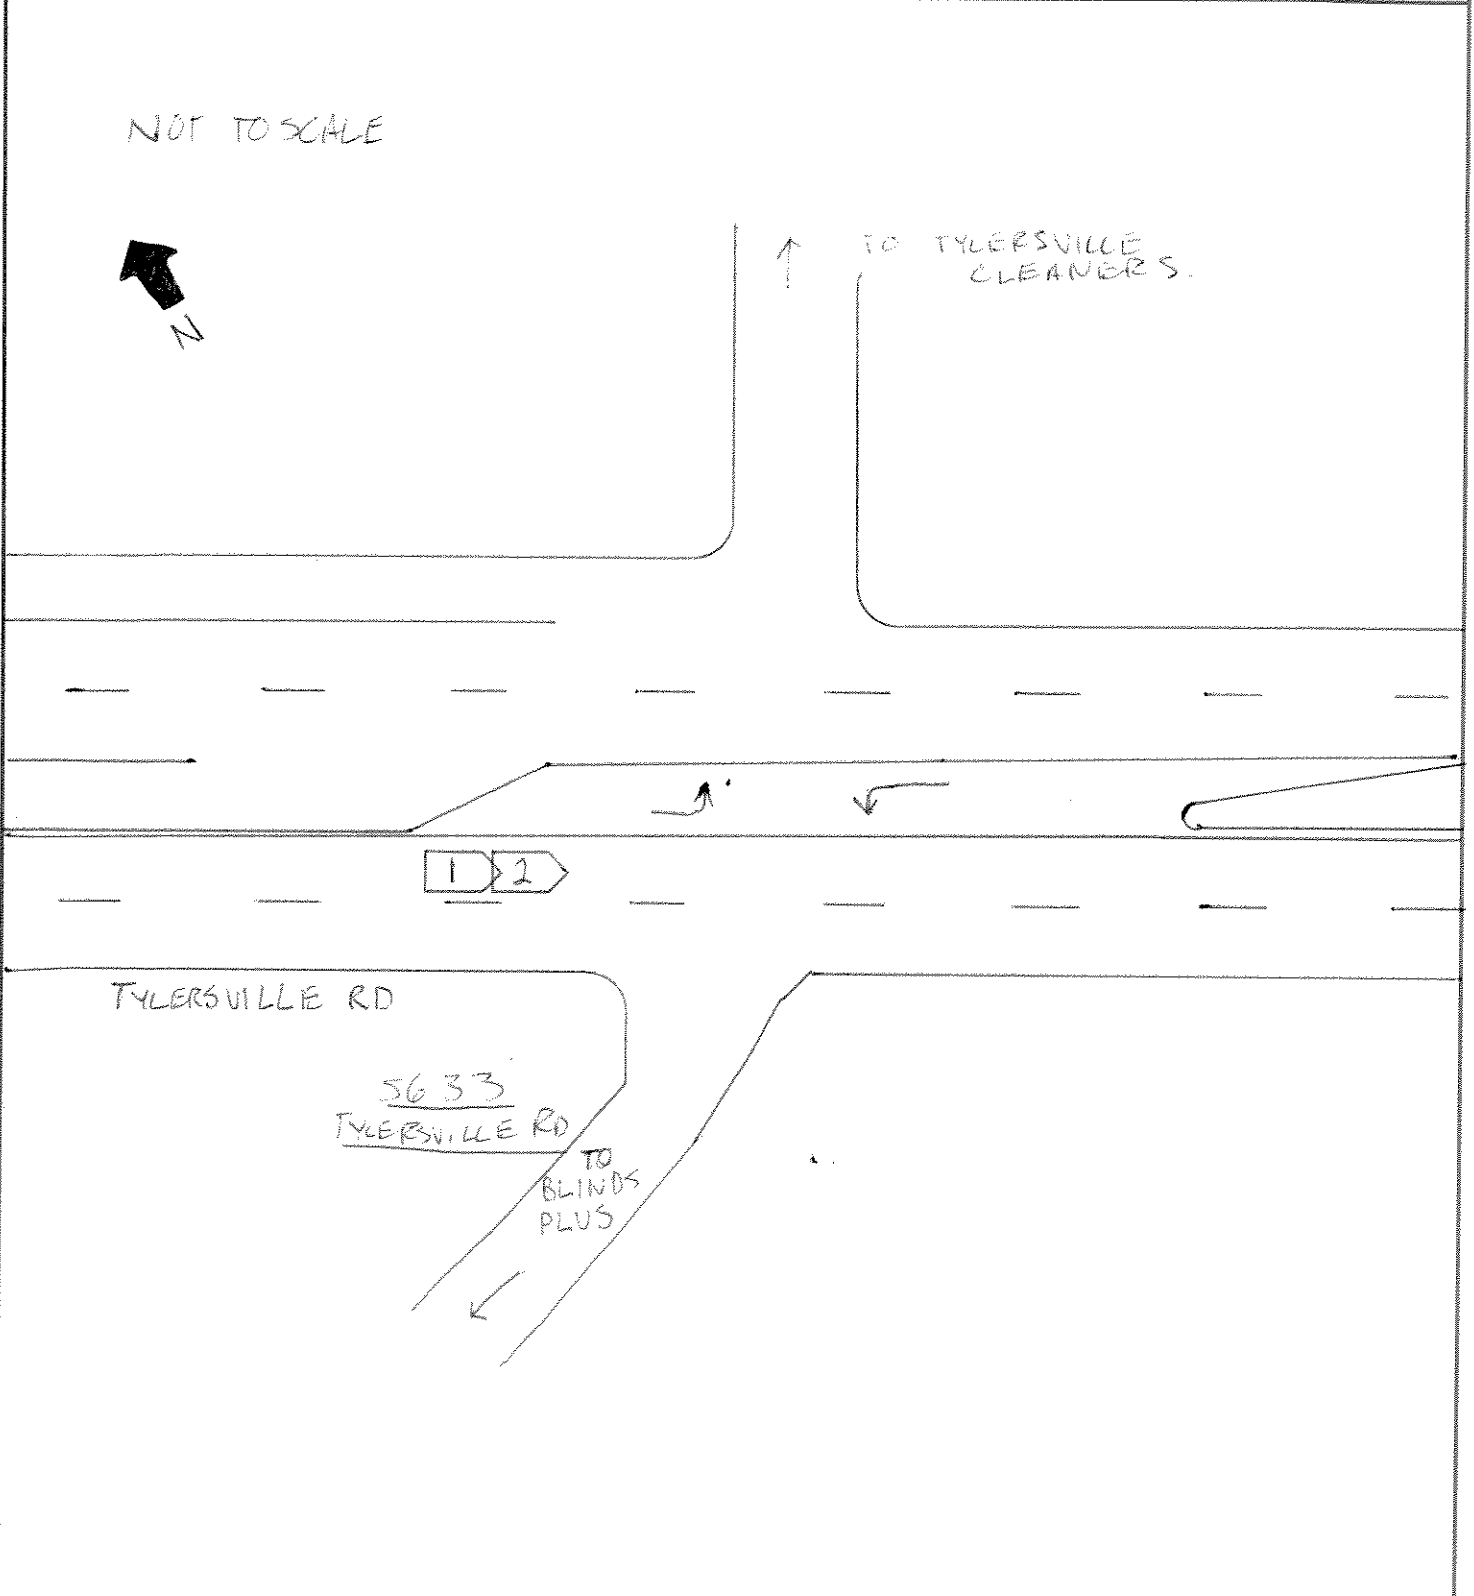 NOT TO SCALE
TO TYLERSVILLE
CLEANERS.
N
1 2
TYLERSVILLE RD
5633
TYLERSVILLE RD
TO
BLINDS
PLUS